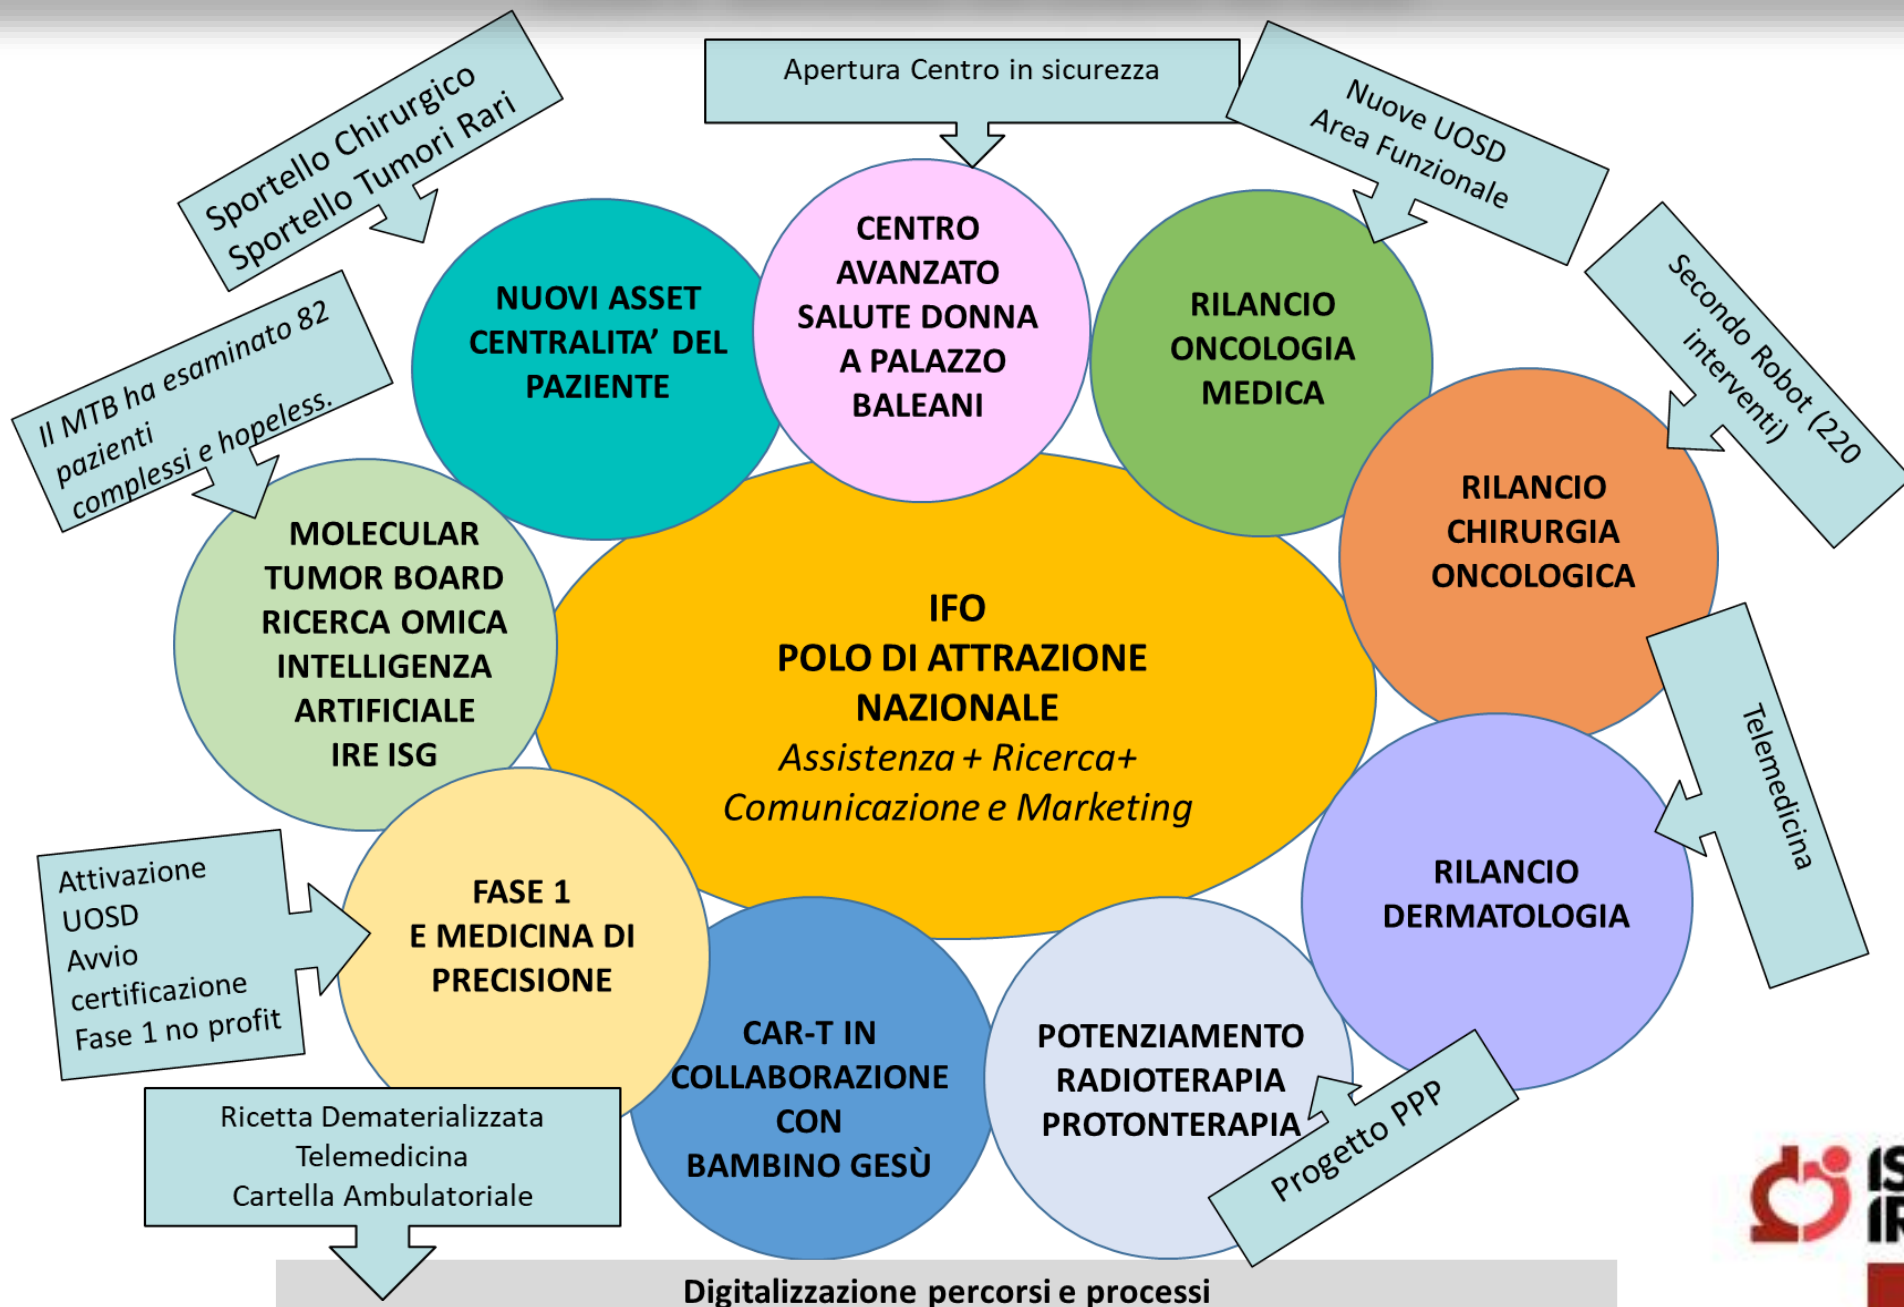 Apertura Centro in sicurezza
Sportello Chirurgico
Sportello Tumori Rari
Nuove UOSD
Area Funzionale
Secondo Robot (220
interventi)
Il MTB ha esaminato 82
pazienti
complessi e hopeless.
NUOVI ASSET
CENTRALITA’ DEL
PAZIENTE
CENTRO
AVANZATO
SALUTE DONNA
A PALAZZO
BALEANI
RILANCIO
ONCOLOGIA
MEDICA
RILANCIO
CHIRURGIA
ONCOLOGICA
MOLECULAR
TUMOR BOARD
RICERCA OMICA
INTELLIGENZA
ARTIFICIALE
IRE ISG
IFO
POLO DI ATTRAZIONE
NAZIONALE
Assistenza + Ricerca+
Comunicazione e Marketing
Telemedicina
RILANCIO
DERMATOLOGIA
Attivazione
UOSD
Avvio
certificazione
Fase 1 no profit
FASE 1
E MEDICINA DI
PRECISIONE
CAR-T IN
COLLABORAZIONE
CON
BAMBINO GESÙ
POTENZIAMENTO
RADIOTERAPIA
PROTONTERAPIA
Progetto PPP
Ricetta Dematerializzata
Telemedicina
Cartella Ambulatoriale
Digitalizzazione percorsi e processi